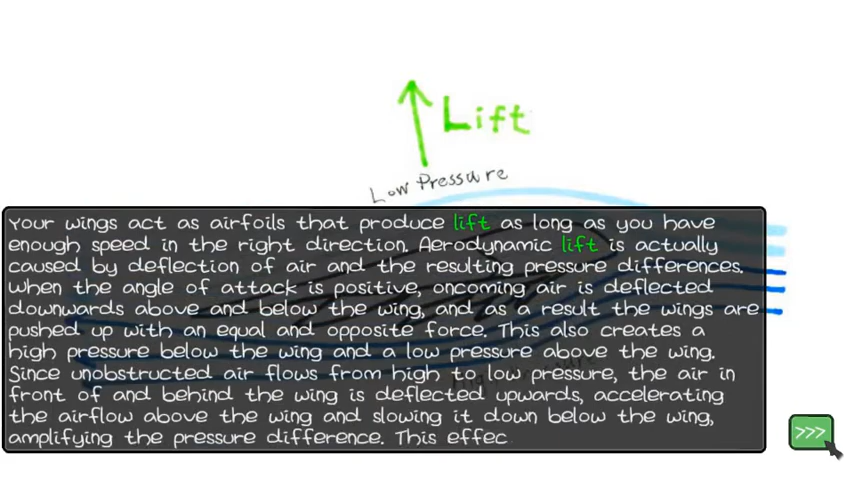 Lift
Low Pressure
Your wings act as airfoils that produce lift as long as you have
enough speed in the right direction. Aerodynamic lift is actually
caused by deflection of air and the resulting pressure differences.
When the angle of attack is positive, oncoming air is deflected
downwards above and below the wing, and as a result the wings are
pushed up with an equal and opposite force. This also creates a
high pressure below the wing and a low pressure above the wing.
Since unobstructed air flows from high to low pressure, the air in
front of and behind the wing is deflected upwards, accelerating
the airflow above the wing and slowing it down below the wing,
amplifying the pressure difference. This effec
>>>